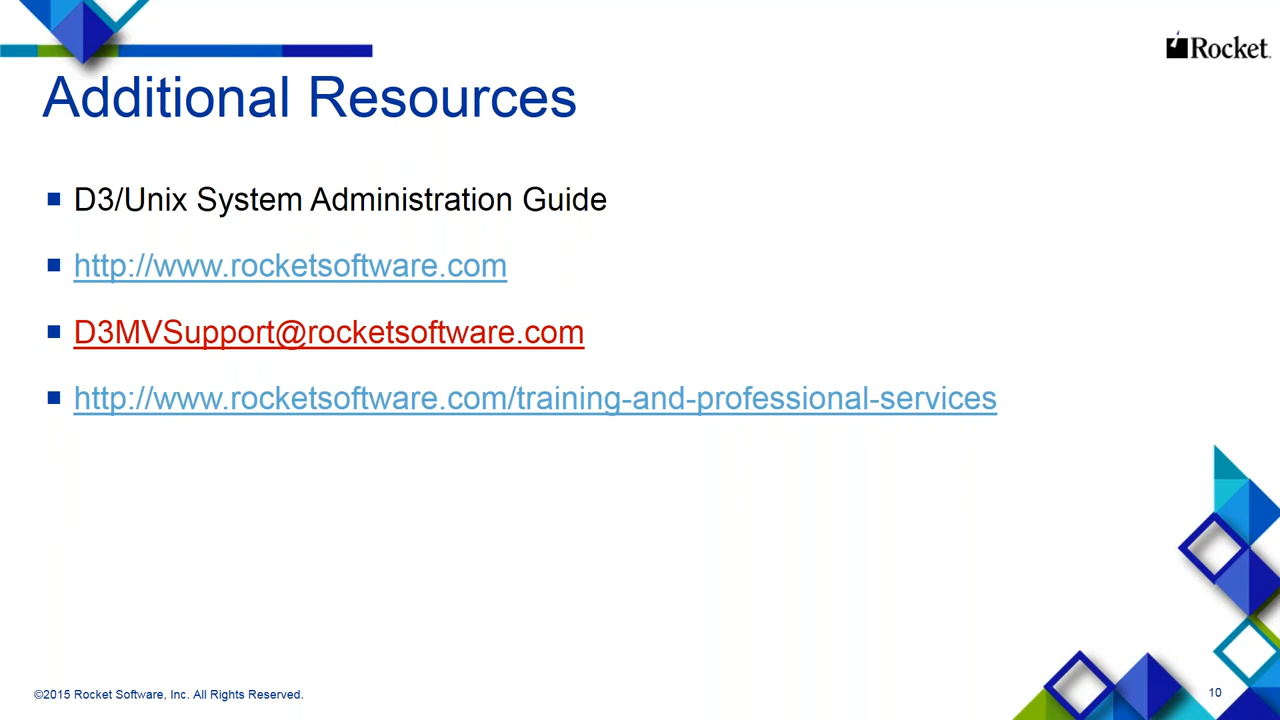 Rocket.
Additional Resources
D3/Unix System Administration Guide
http://www.rocketsoftware.com
D3MVSupport@rocketsoftware.com
http://www.rocketsoftware.com/training-and-professional-services
©2015 Rocket Software, Inc. All Rights Reserved.
10